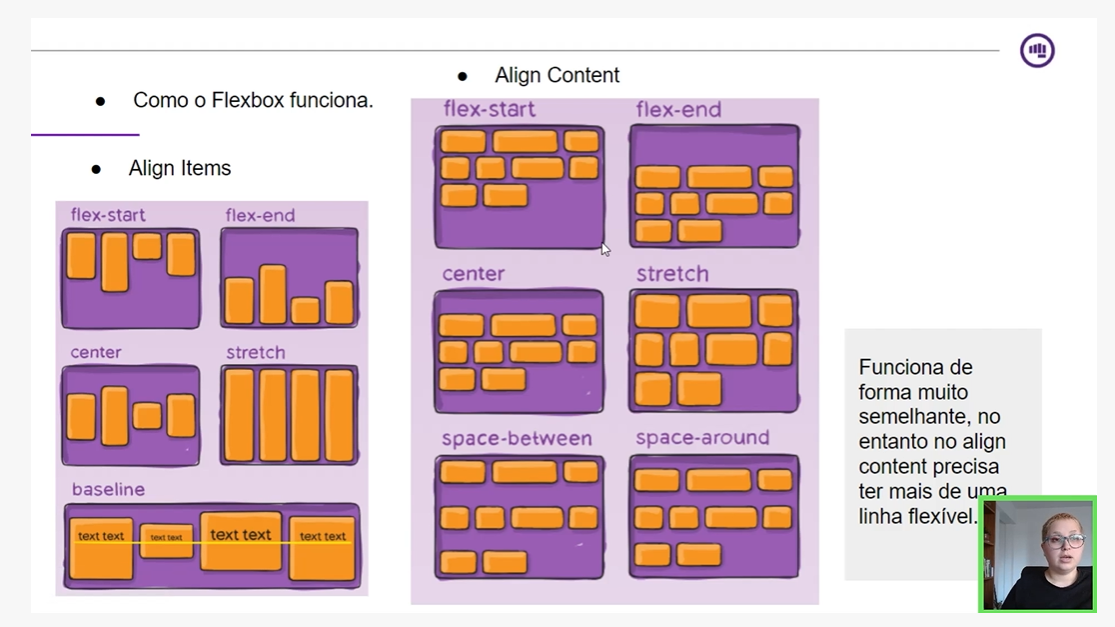 ● Como o Flexbox funciona.
● Align Items
flex-start
flex-end
center
stretch
baseline
text text
text text
text text
text text
● Align Content
flex-start
flex-end
center
stretch
space-between
space-around
Funciona de
forma muito
semelhante, no
entanto no align
content precisa
ter mais de uma
linha flexível.